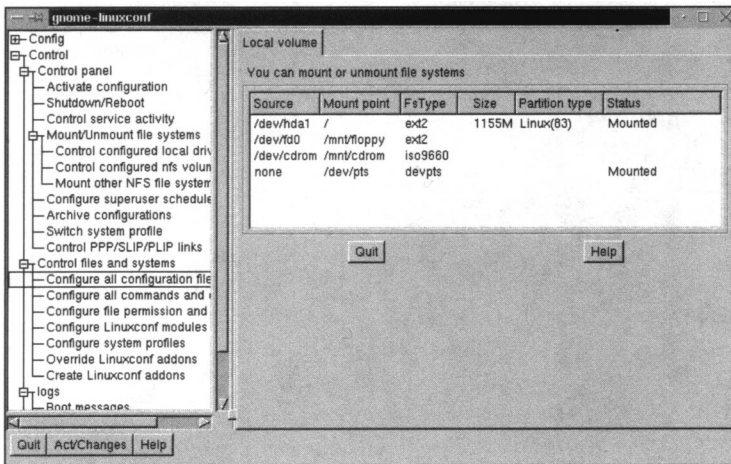 gnome-linuxconf
Config
Control
Control panel
Activate configuration
Shutdown/Reboot
Control service activity
Mount/Unmount file systems
Control configured local driv
Control configured nfs volum
Mount other NFS file system
Configure superuser schedule
Archive configurations
Switch system profile
Control PPP/SLIP/PLIP links
Control files and systems
Configure all configuration file
Configure all commands and
Configure file permission and
Configure Linuxconf modules
Configure system profiles
Override Linuxconf addons
Create Linuxconf addons
logs
Boot messages
Quit Act/Changes Help
Local volume
You can mount or unmount file systems
Source Mount point FsType Size Partition type Status
/dev/hda1 / ext2 1155M Linux(83) Mounted
/dev/fd0 /mnt/floppy ext2
/dev/cdrom /mnt/cdrom iso9660
none /dev/pts devpts Mounted
Quit Help